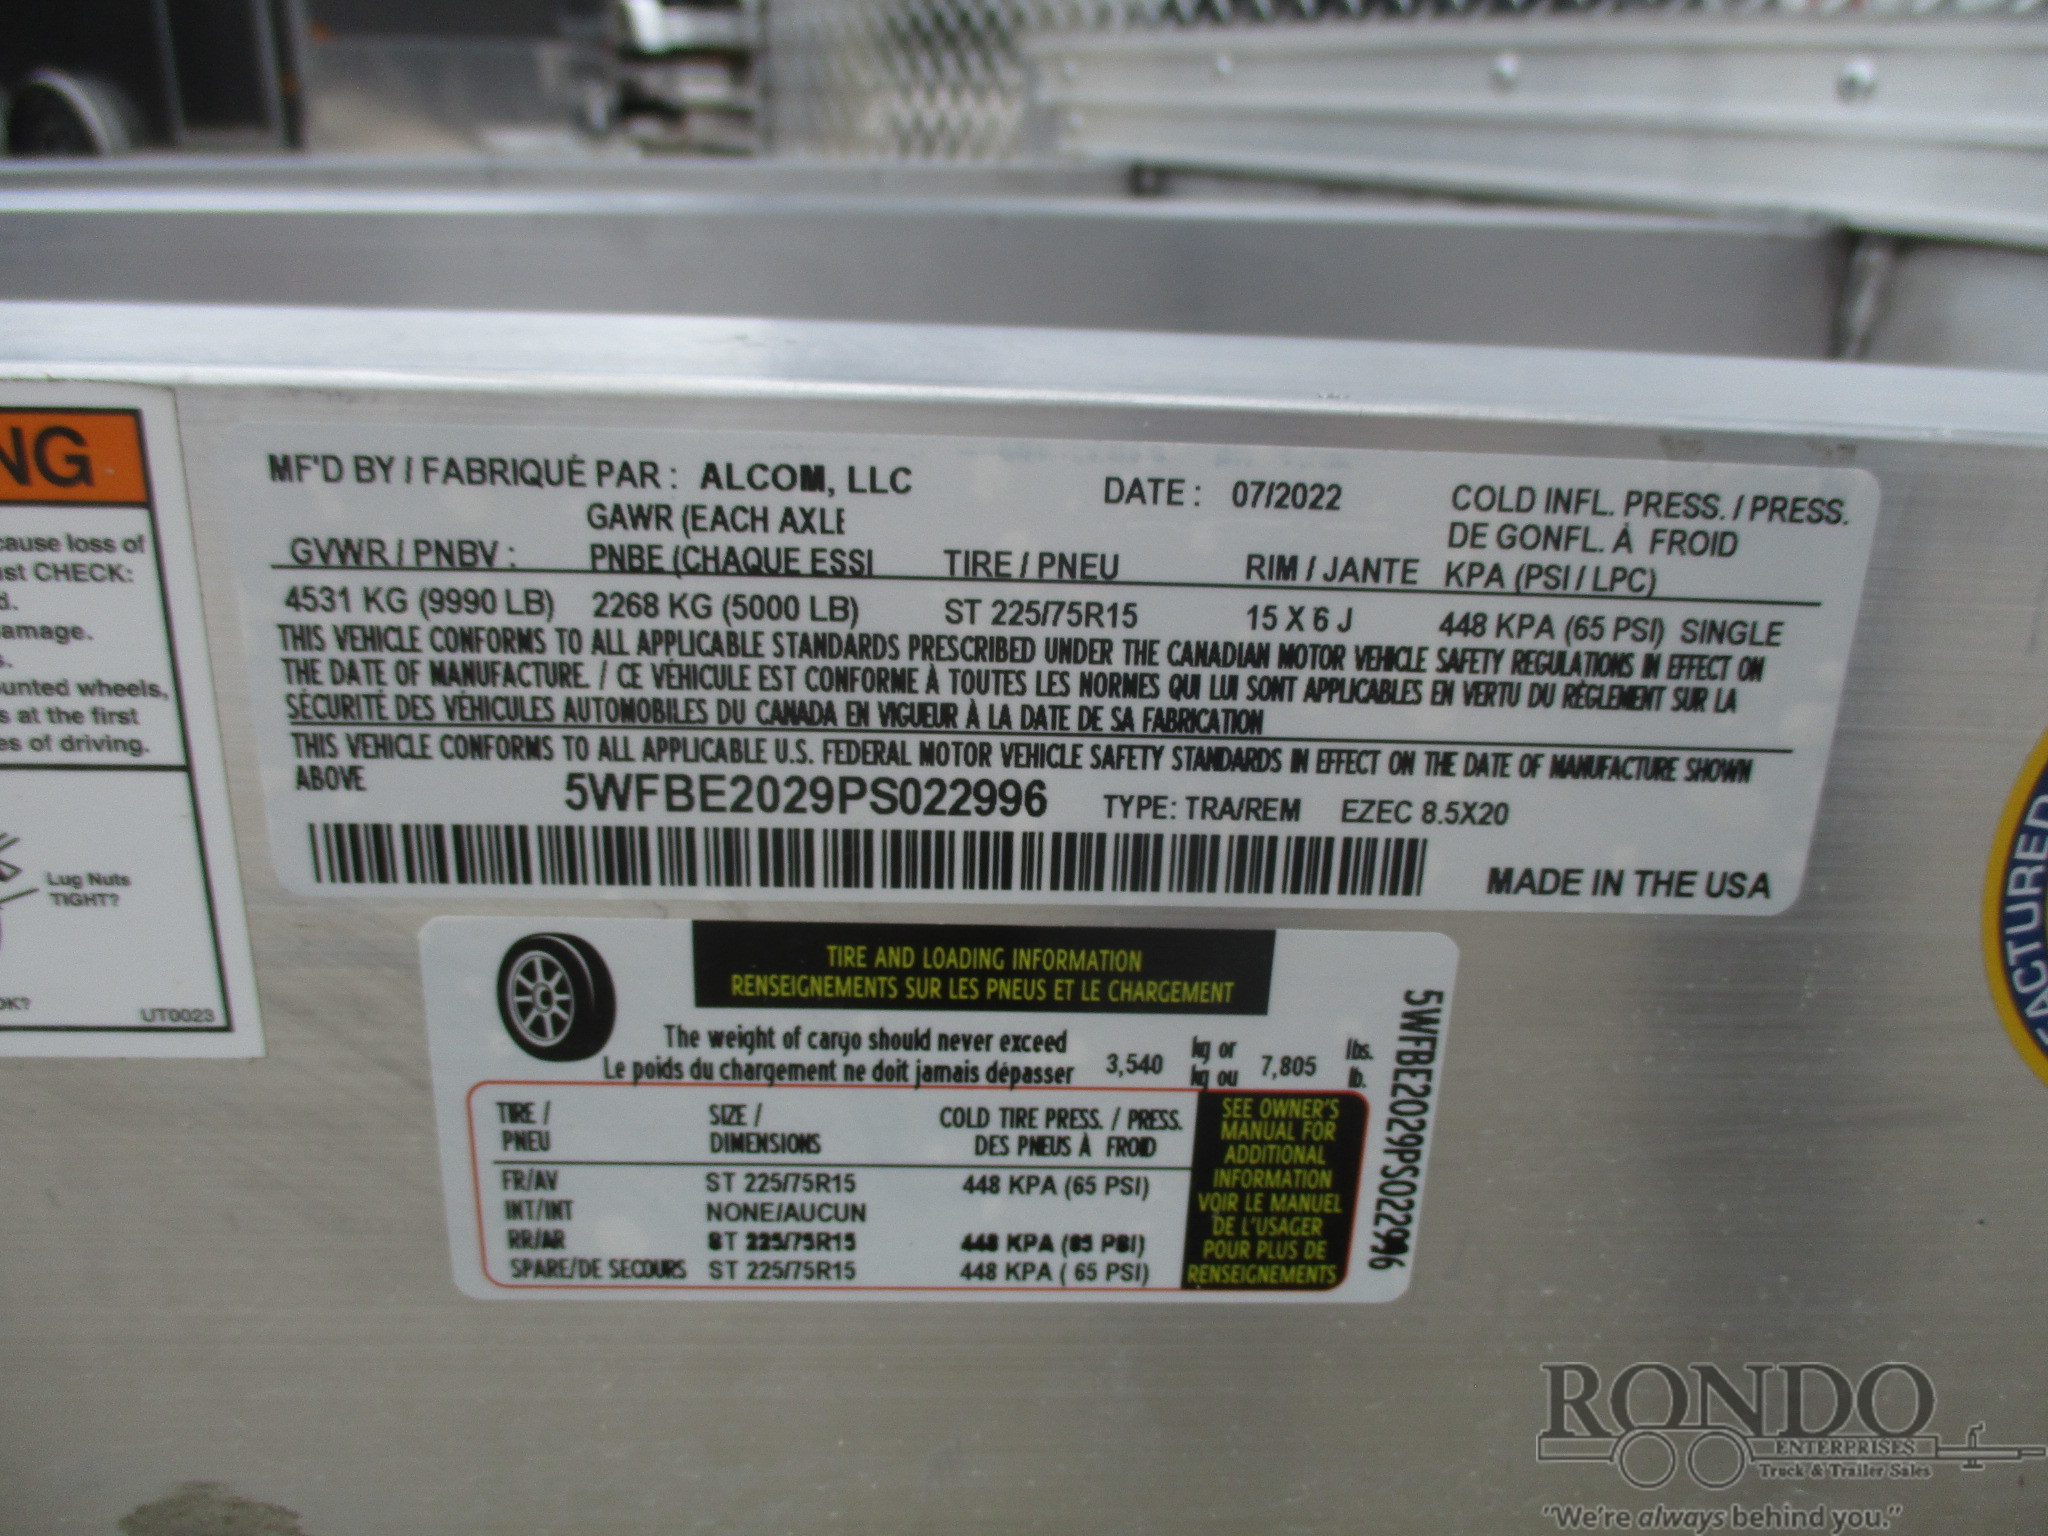 NG
cause loss of
st CHECK:
d.
amage.
s.
unted wheels,
s at the first
es of driving.
Lug Nuts
TIGHT?
OK?
UT0023
MF'D BY / FABRIQUÉ PAR : ALCOM, LLC
DATE : 07/2022
COLD INFL. PRESS. / PRESS.
DE GONFL. À FROID
KPA (PSI / LPC)
GAWR (EACH AXLE
GVWR / PNBV : PNBE (CHAQUE ESSI TIRE / PNEU RIM / JANTE
4531 KG (9990 LB) 2268 KG (5000 LB) ST 225/75R15 15 X 6 J 448 KPA (65 PSI) SINGLE
THIS VEHICLE CONFORMS TO ALL APPLICABLE STANDARDS PRESCRIBED UNDER THE CANADIAN MOTOR VEHICLE SAFETY REGULATIONS IN EFFECT ON
THE DATE OF MANUFACTURE. / CE VÉHICULE EST CONFORME À TOUTES LES NORMES QUI LUI SONT APPLICABLES EN VERTU DU RÈGLEMENT SUR LA
SÉCURITÉ DES VÉHICULES AUTOMOBILES DU CANADA EN VIGUEUR À LA DATE DE SA FABRICATION
THIS VEHICLE CONFORMS TO ALL APPLICABLE U.S. FEDERAL MOTOR VEHICLE SAFETY STANDARDS IN EFFECT ON THE DATE OF MANUFACTURE SHOWN
ABOVE
5WFBE2029PS022996 TYPE: TRA/REM EZEC 8.5X20
MADE IN THE USA
TIRE AND LOADING INFORMATION
RENSEIGNEMENTS SUR LES PNEUS ET LE CHARGEMENT
The weight of cargo should never exceed
Le poids du chargement ne doit jamais dépasser
3,540 kg or
kg ou 7,805 lbs.
lb.
TIRE / SIZE / COLD TIRE PRESS. / PRESS.
PNEU DIMENSIONS DES PNEUS À FROID
FR/AV ST 225/75R15 448 KPA (65 PSI)
INT/INT NONE/AUCUN
RR/AR ST 225/75R15 448 KPA (65 PSI)
SPARE/DE SECOURS ST 225/75R15 448 KPA ( 65 PSI)
SEE OWNER'S
MANUAL FOR
ADDITIONAL
INFORMATION
VOIR LE MANUEL
DE L'USAGER
POUR PLUS DE
RENSEIGNEMENTS
5WFBE2029PS022996
ACTURED
RONDO
ENTERPRISES
Truck & Trailer Sales
"We're always behind you."